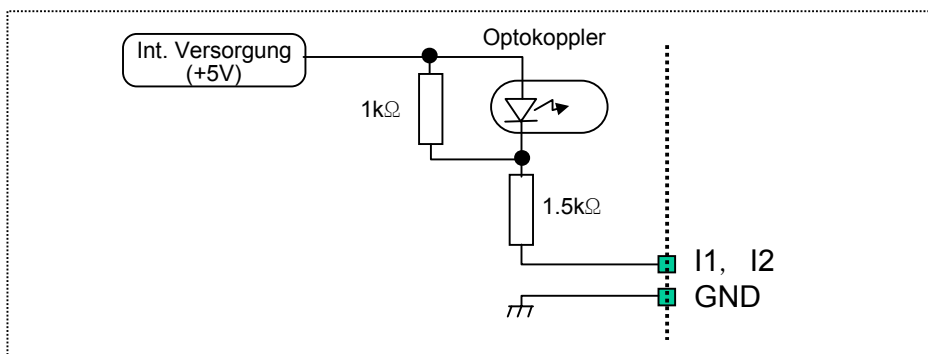 Optokoppler
Int. Versorgung
(+5V)
1kΩ
1.5kΩ
I1, I2
GND